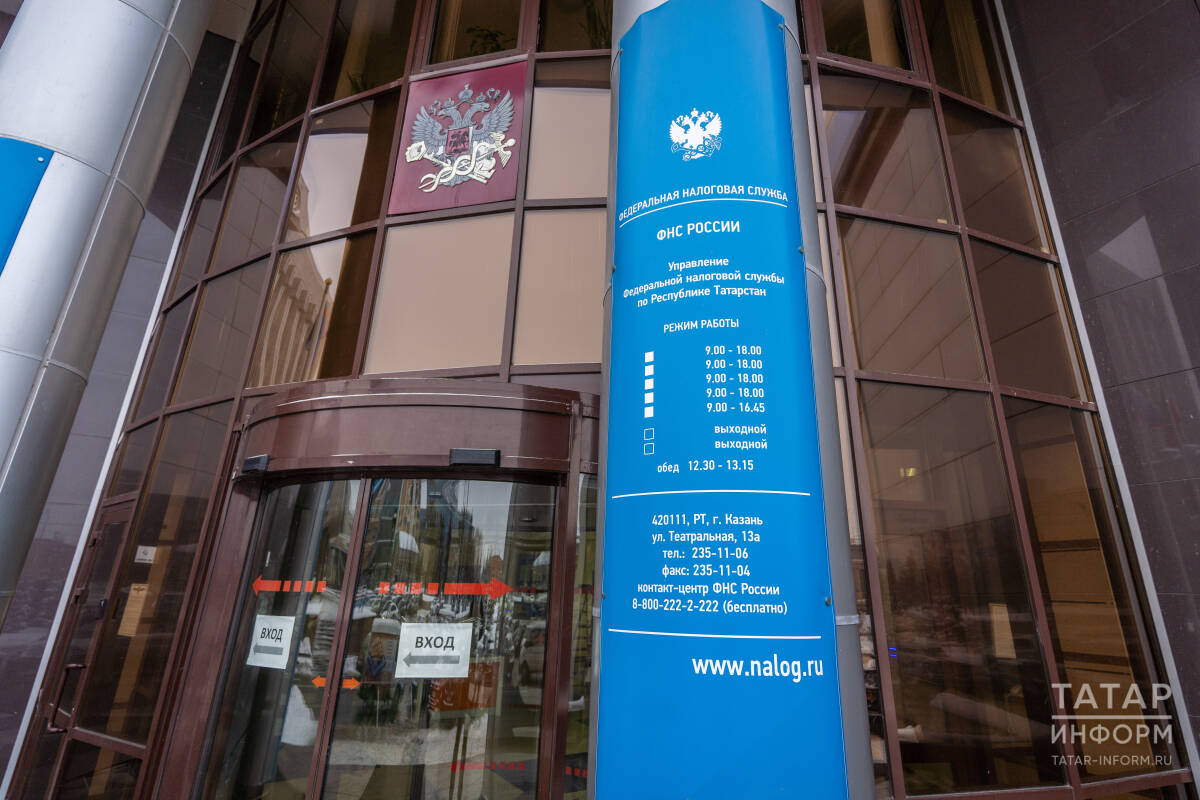 ФЕДЕРАЛЬНАЯ НАЛОГОВАЯ СЛУЖБА
ФНС РОССИИ
Управление
Федеральной налоговой службы
по Республике Татарстан
РЕЖИМ РАБОТЫ
9.00 - 18.00
9.00 - 18.00
9.00 - 18.00
9.00 - 18.00
9.00 - 16.45
выходной
выходной
обед 12.30 - 13.15
420111, РТ, г. Казань
ул. Театральная, 13а
тел.: 235-11-06
факс: 235-11-04
контакт-центр ФНС России
8-800-222-2-222 (бесплатно)
www.nalog.ru
ВХОД
ВХОД
ТАТАР
ИНФОРМ
TATAR-INFORM.RU